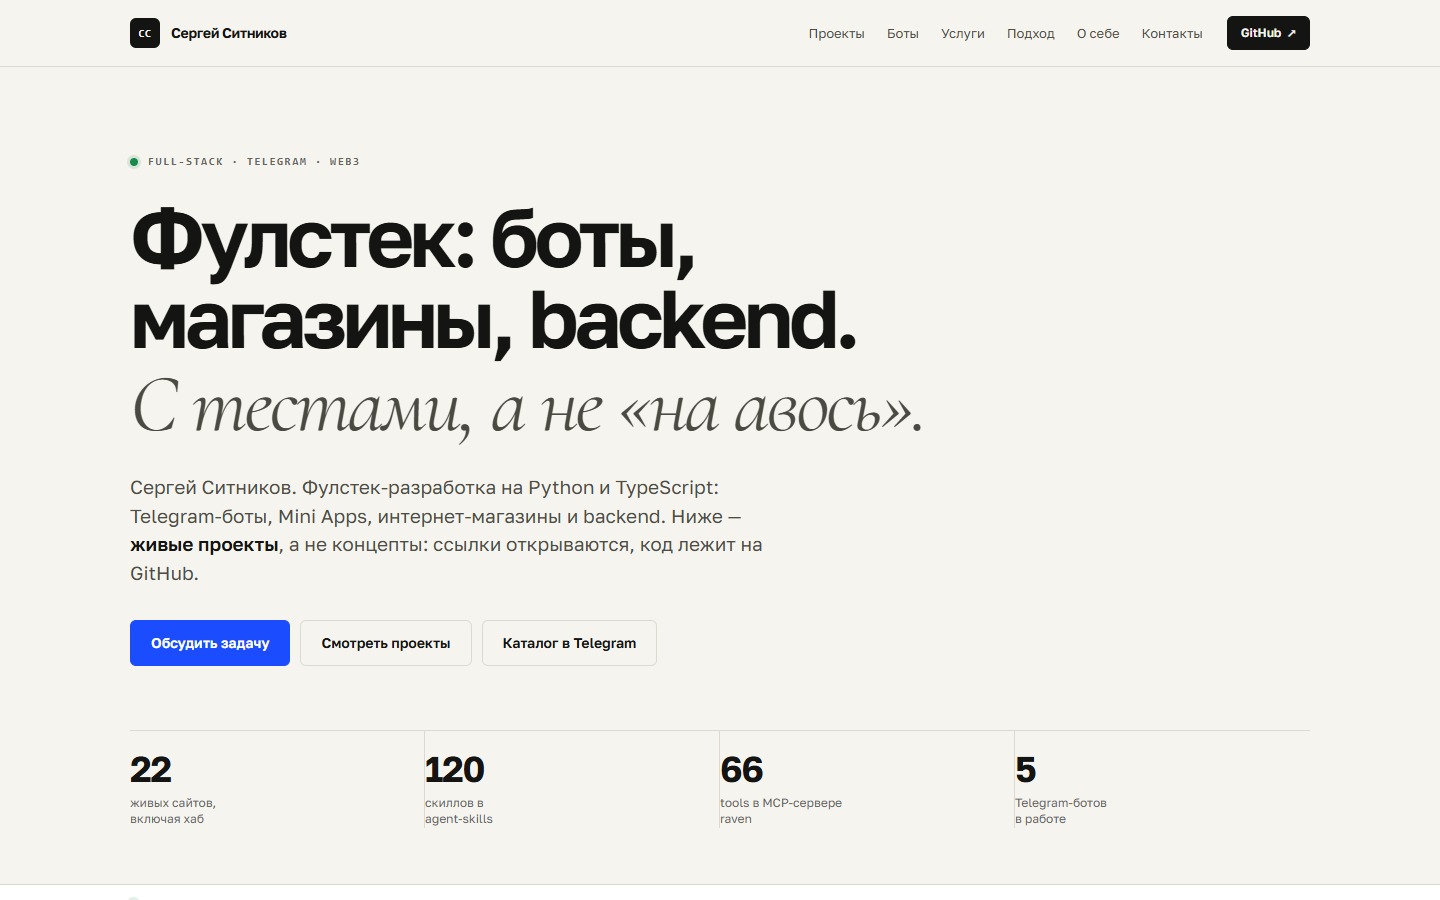 СС Сергей Ситников
Проекты Боты Услуги Подход О себе Контакты GitHub ↗
FULL-STACK · TELEGRAM · WEB3
Фулстек: боты,
магазины, backend.
С тестами, а не «на авось».
Сергей Ситников. Фулстек-разработка на Python и TypeScript:
Telegram-боты, Mini Apps, интернет-магазины и backend. Ниже —
живые проекты, а не концепты: ссылки открываются, код лежит на
GitHub.
Обсудить задачу Смотреть проекты Каталог в Telegram
22
живых сайтов,
включая хаб
120
скиллов в
agent-skills
66
tools в MCP-сервере
raven
5
Telegram-ботов
в работе